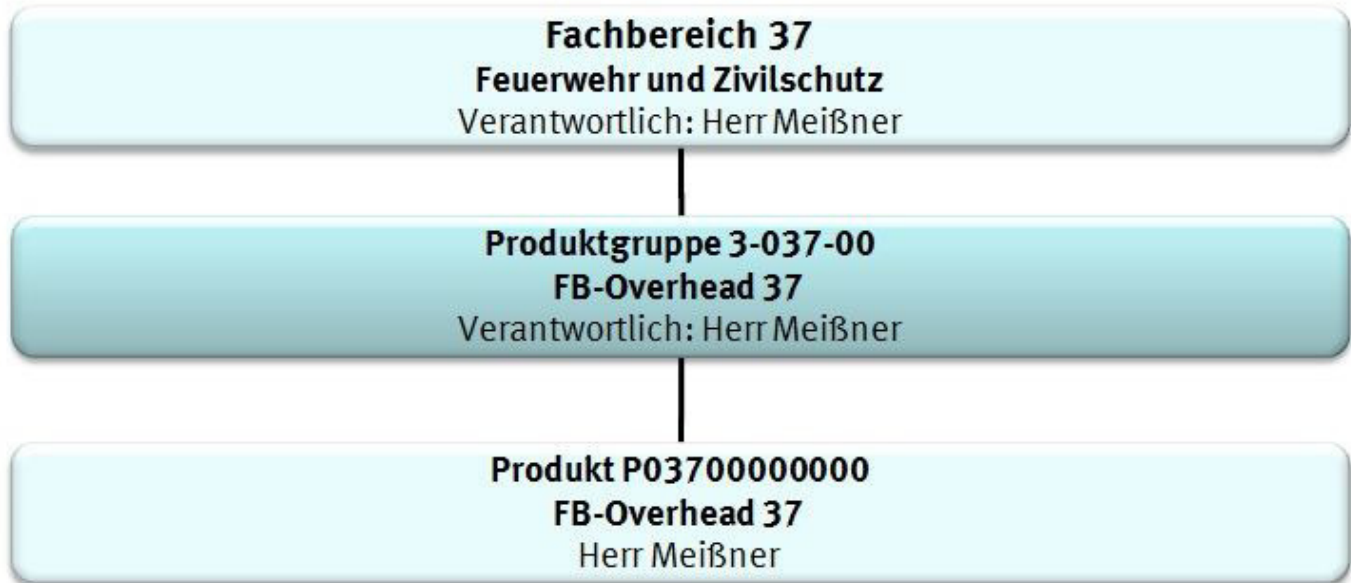 Fachbereich 37
Feuerwehr und Zivilschutz
Verantwortlich: Herr Meißner
Produktgruppe 3-037-00
FB-Overhead 37
Verantwortlich: Herr Meißner
Produkt P03700000000
FB-Overhead 37
Herr Meißner